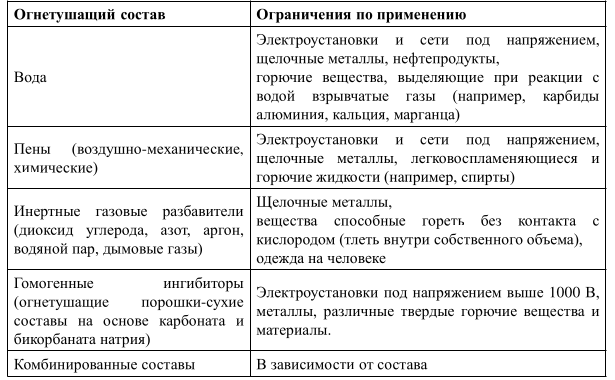 Огнетушащий состав
Ограничения по применению
Вода
Электроустановки и сети под напряжением,
щелочные металлы, нефтепродукты,
горючие вещества, выделяющие при реакции с
водой взрывчатые газы (например, карбиды
алюминия, кальция, марганца)
Пены (воздушно-механические,
химические)
Электроустановки и сети под напряжением,
щелочные металлы, легковоспламеняющиеся и
горючие жидкости (например, спирты)
Инертные газовые разбавители
(диоксид углерода, азот, аргон,
водяной пар, дымовые газы)
Щелочные металлы,
вещества способные гореть без контакта с
кислородом (тлеть внутри собственного объема),
одежда на человеке
Гомогенные ингибиторы
(огнетушащие порошки-сухие
составы на основе карбоната и
бикорбаната натрия)
Электроустановки под напряжением выше 1000 В,
металлы, различные твердые горючие вещества и
материалы.
Комбинированные составы
В зависимости от состава